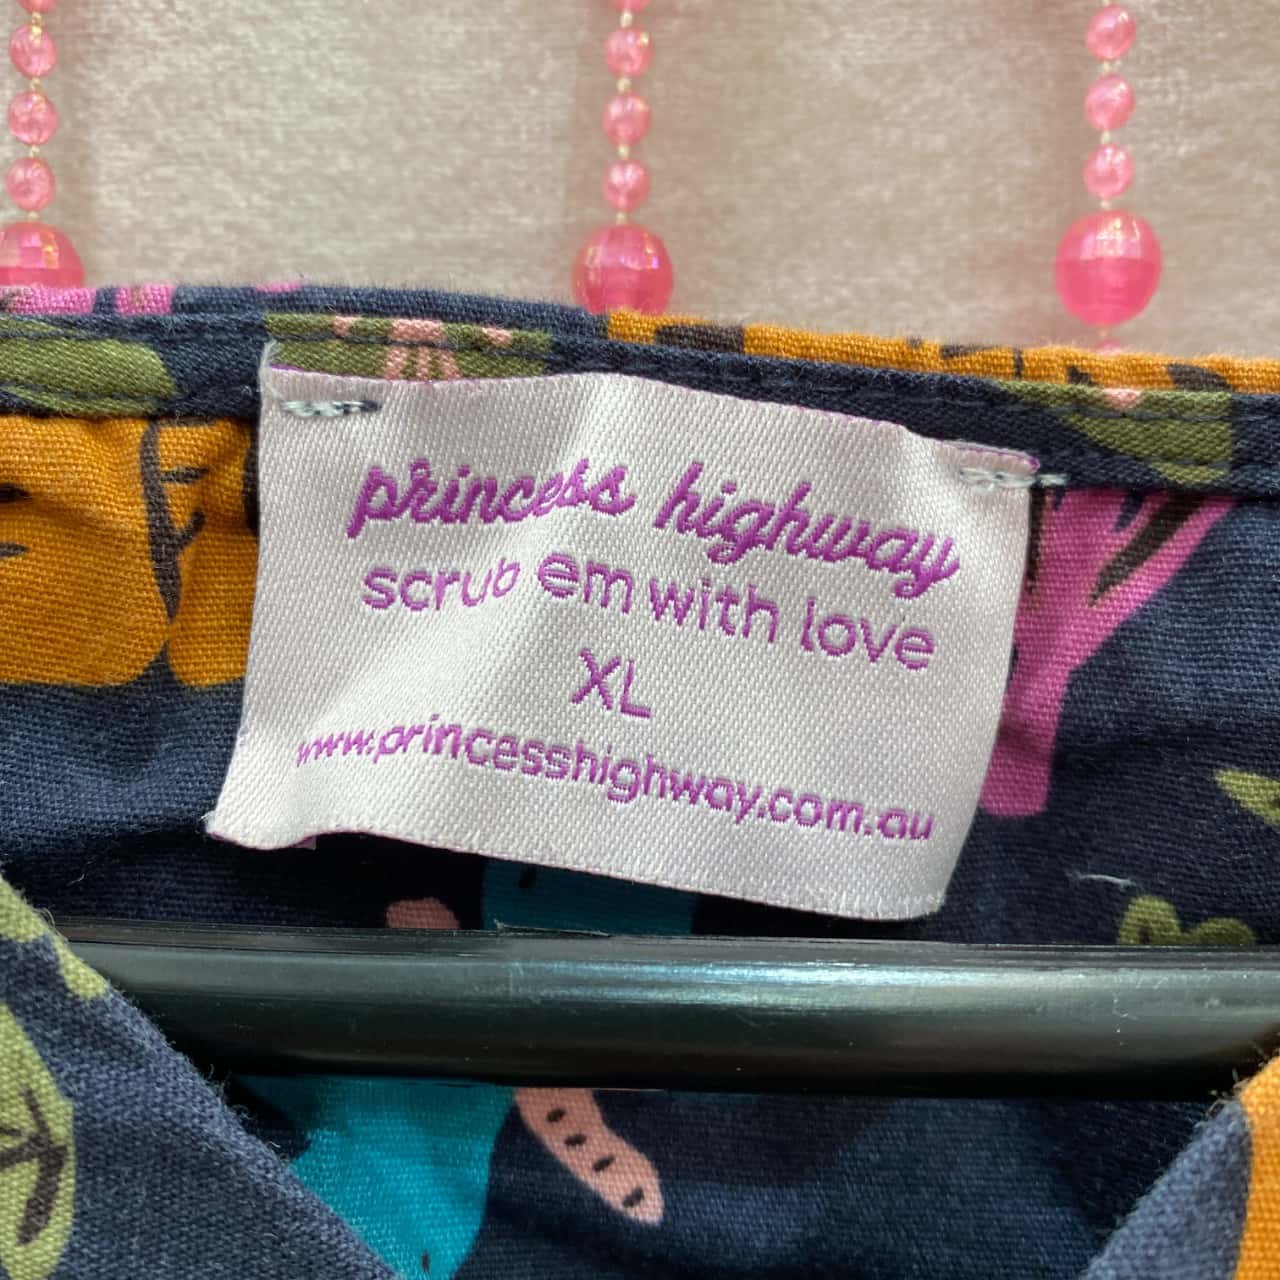 princess highway
scrub em with love
XL
www.princesshighway.com.au